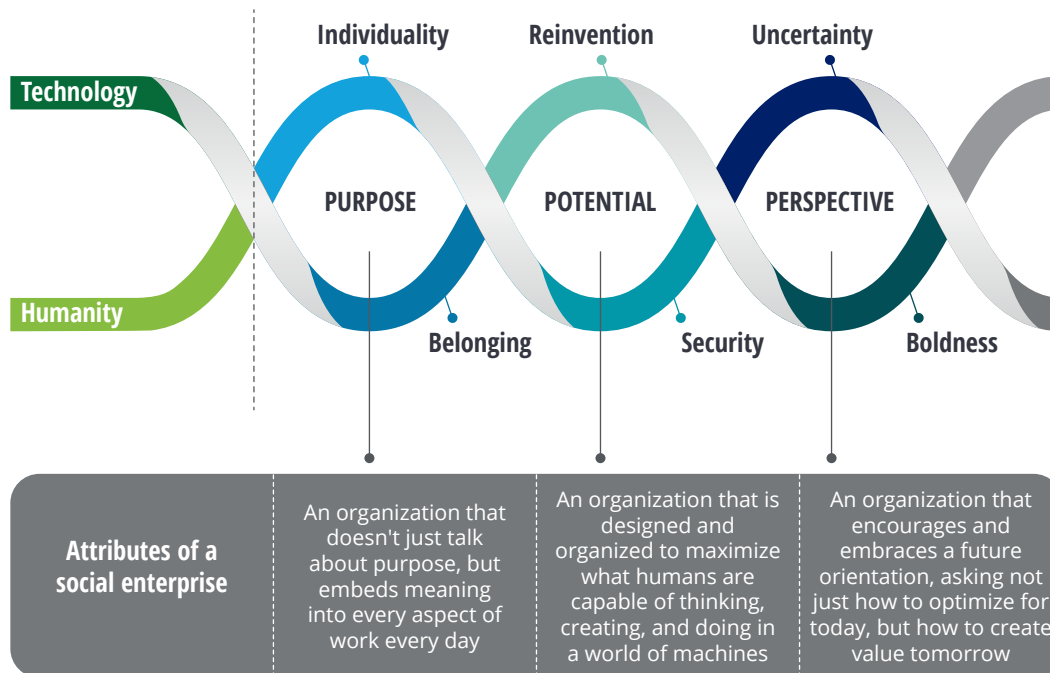 Individuality
Reinvention
Uncertainty
Technology
PURPOSE
POTENTIAL
PERSPECTIVE
Humanity
Belonging
Security
Boldness
Attributes of a
social enterprise
An organization that
doesn't just talk
about purpose, but
embeds meaning
into every aspect of
work every day
An organization that is
designed and
organized to maximize
what humans are
capable of thinking,
creating, and doing in
a world of machines
An organization that
encourages and
embraces a future
orientation, asking not
just how to optimize for
today, but how to create
value tomorrow